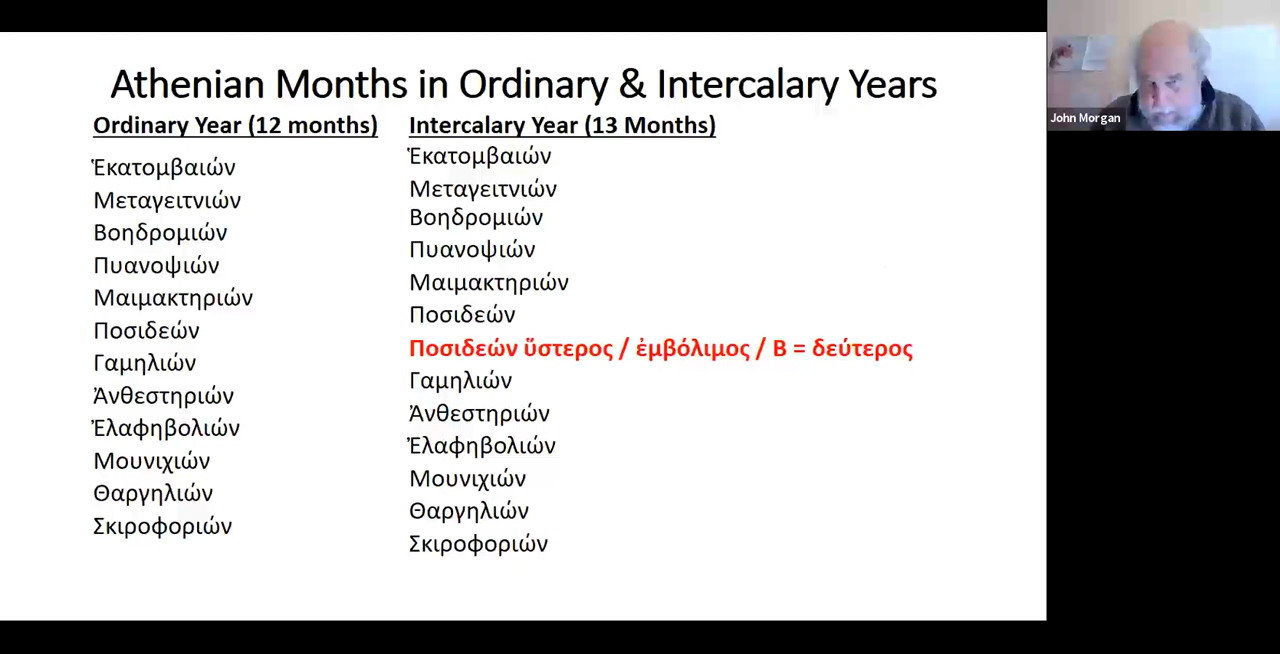 Athenian Months in Ordinary & Intercalary Years
Ordinary Year (12 months)
Ἑκατομβαιών
Μεταγειτνιών
Βοηδρομιών
Πυανοψιών
Μαιμακτηριών
Ποσιδεών
Γαμηλιών
Ἀνθεστηριών
Ἐλαφηβολιών
Μουνιχιών
Θαργηλιών
Σκιροφοριών
Intercalary Year (13 Months)
Ἑκατομβαιών
Μεταγειτνιών
Βοηδρομιών
Πυανοψιών
Μαιμακτηριών
Ποσιδεών
Ποσιδεών ὕστερος / ἐμβόλιμος / Β = δεύτερος
Γαμηλιών
Ἀνθεστηριών
Ἐλαφηβολιών
Μουνιχιών
Θαργηλιών
Σκιροφοριών
John Morgan